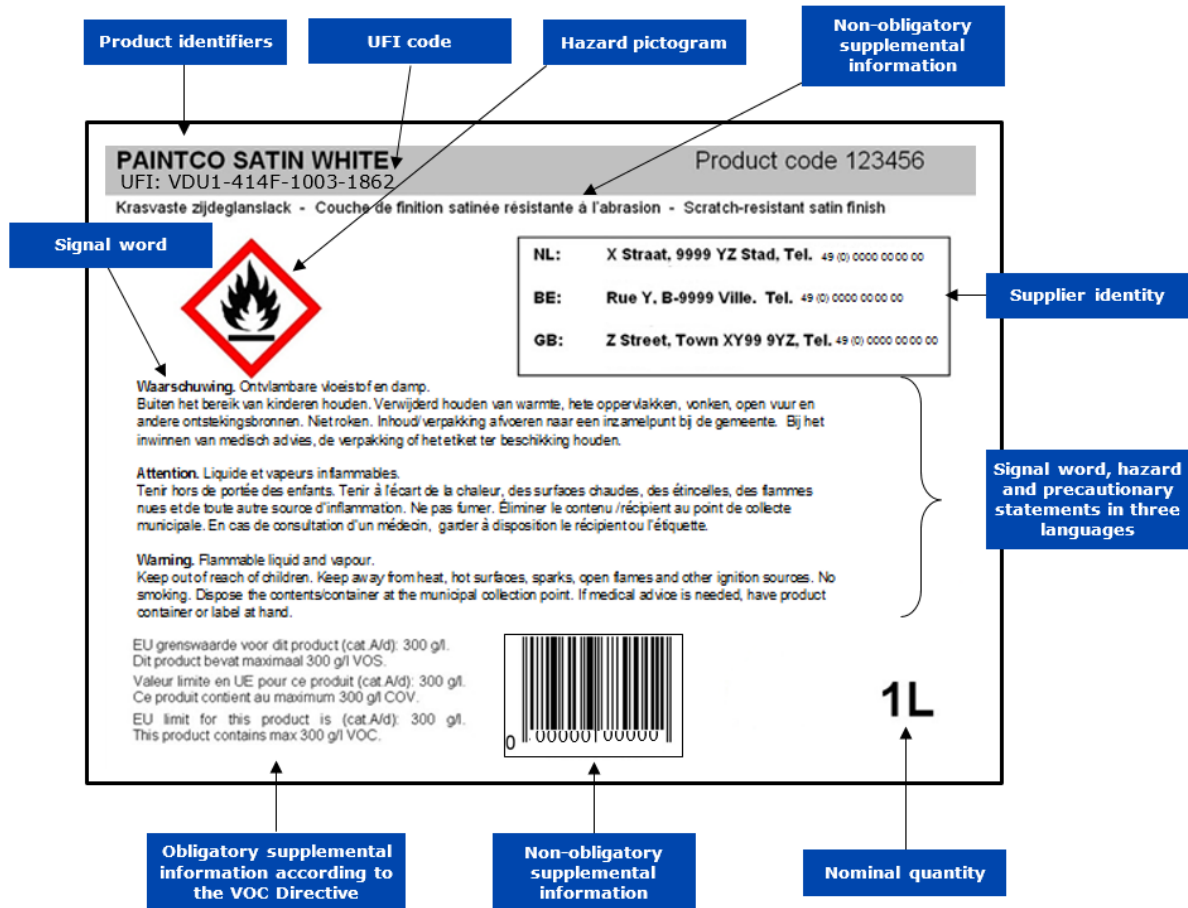 Product identifiers
UFI code
Hazard pictogram
Non-obligatory
supplemental
information
PAINTCO SATIN WHITE
Product code 123456
UFI: VDU1-414F-1003-1862
Krasvaste zijdeglanslack - Couche de finition satinée résistante á l'abrasion - Scratch-resistant satin finish
Signal word
NL: X Straat, 9999 YZ Stad, Tel. 49 (0) 0000 00 00 00
BE: Rue Y, B-9999 Ville. Tel. 49 (0) 0000 00 00 00
GB: Z Street, Town XY99 9YZ, Tel. 49 (0) 0000 00 00 00
Supplier identity
Waarschuwing. Ontvlambare vloeistof en damp.
Buiten het bereik van kinderen houden. Verwijderd houden van warmte, hete oppervlakken, vonken, open vuur en
andere ontstekingsbronnen. Niet roken. Inhoud/verpakking afvoeren naar een inzamelpunt bij de gemeente. Bij het
inwinnen van medisch advies, de verpakking of het etiket ter beschikking houden.
Attention. Liquide et vapeurs inflammables.
Tenir hors de portée des enfants. Tenir à l'écart de la chaleur, des surfaces chaudes, des étincelles, des flammes
nues et de toute autre source d'inflammation. Ne pas fumer. Éliminer le contenu /récipient au point de collecte
municipale. En cas de consultation d'un médecin, garder à disposition le récipient ou l'étiquette.
Warning. Flammable liquid and vapour.
Keep out of reach of children. Keep away from heat, hot surfaces, sparks, open flames and other ignition sources. No
smoking. Dispose the contents/container at the municipal collection point. If medical advice is needed, have product
container or label at hand.
Signal word, hazard
and precautionary
statements in three
languages
EU grenswaarde voor dit product (cat.A/d): 300 g/l.
Dit product bevat maximaal 300 g/l VOS.
Valeur limite en UE pour ce produit (cat.A/d): 300 g/l.
Ce produit contient au maximum 300 g/l COV.
EU limit for this product is (cat.A/d): 300 g/l.
This product contains max 300 g/l VOC.
0 00000 00000
1L
Obligatory supplemental
information according to
the VOC Directive
Non-obligatory
supplemental
information
Nominal quantity